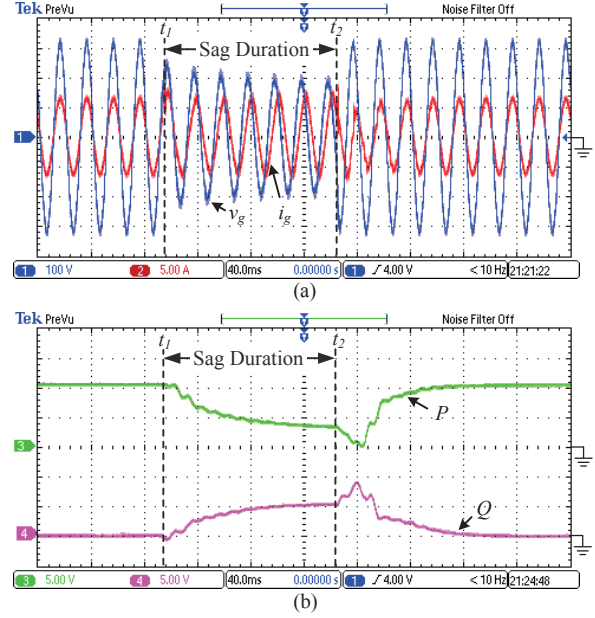 Tek PreVu Noise Filter Off
t1 Sag Duration t2
1
vg ig
1 100 V 2 5.00 A 40.0ms 0.00000 s 1 / 4.00 V < 10 Hz 21:21:22
(a)
Tek PreVu Noise Filter Off
t1 Sag Duration t2
P
3
Q
4
3 5.00 V 4 5.00 V 40.0ms 0.00000 s 1 / 4.00 V < 10 Hz 21:24:48
(b)